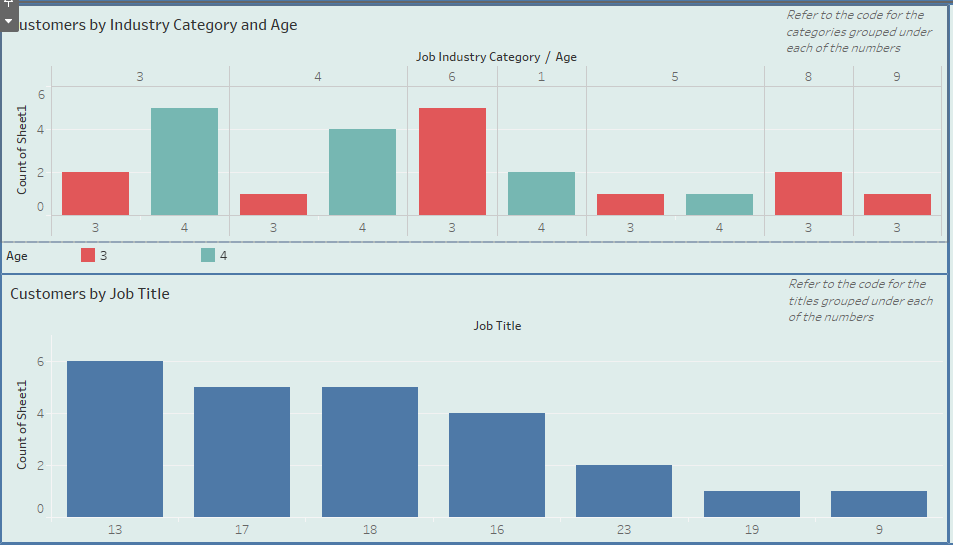 ustomers by Industry Category and Age
Refer to the code for the
categories grouped under
each of the numbers
Job Industry Category / Age
3 4 6 1 5 8 9
Count of Sheet1
6
4
2
0
3 4 3 4 3 4 3 4 3 3
Age 3 4
Customers by Job Title
Refer to the code for the
titles grouped under each
of the numbers
Job Title
Count of Sheet1
6
4
2
0
13 17 18 16 23 19 9